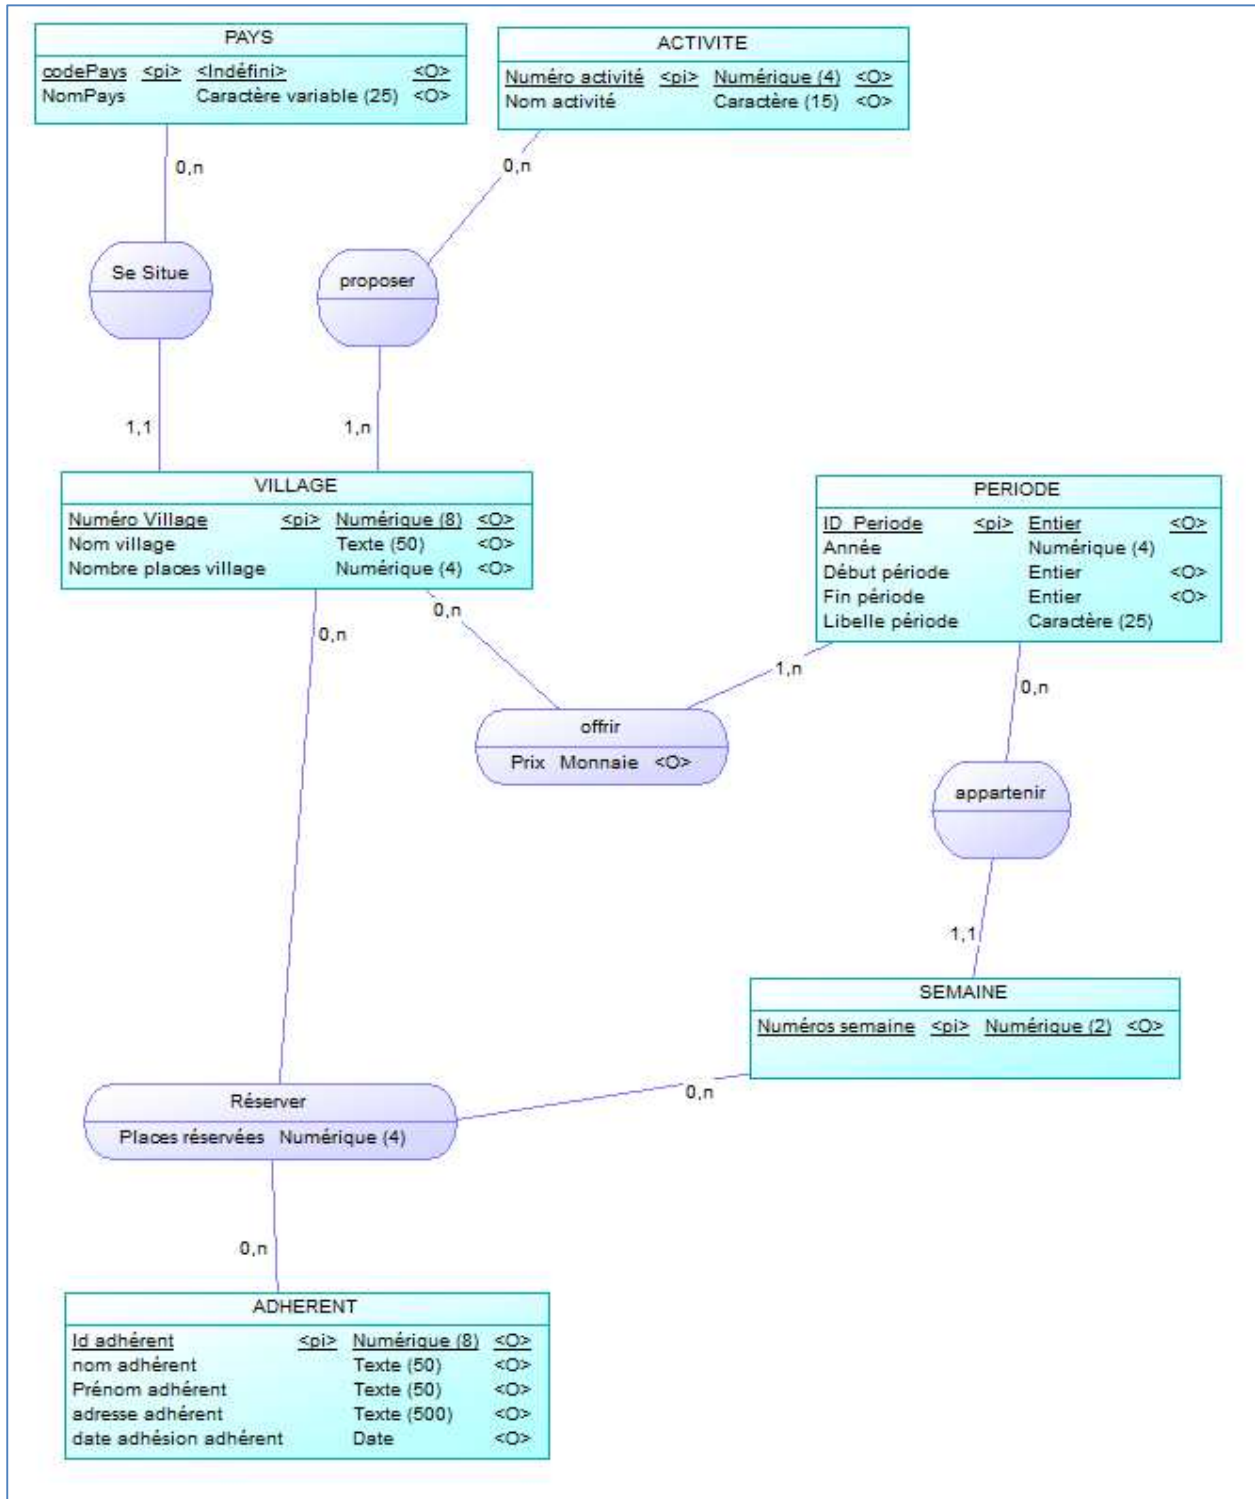 PAYS
codePays <pi> <Indéfini> <O>
NomPays Caractère variable (25) <O>
ACTIVITE
Numéro activité <pi> Numérique (4) <O>
Nom activité Caractère (15) <O>
0,n
0,n
Se Situe
proposer
1,1
1,n
VILLAGE
Numéro Village <pi> Numérique (8) <O>
Nom village Texte (50) <O>
Nombre places village Numérique (4) <O>
PERIODE
ID_Periode <pi> Entier <O>
Année Numérique (4)
Début période Entier <O>
Fin période Entier <O>
Libelle période Caractère (25)
0,n
0,n
1,n
0,n
offrir
Prix Monnaie <O>
appartenir
1,1
SEMAINE
Numéros semaine <pi> Numérique (2) <O>
0,n
Réserver
Places réservées Numérique (4)
0,n
ADHERENT
Id adhérent <pi> Numérique (8) <O>
nom adhérent Texte (50) <O>
Prénom adhérent Texte (50) <O>
adresse adhérent Texte (500) <O>
date adhésion adhérent Date <O>